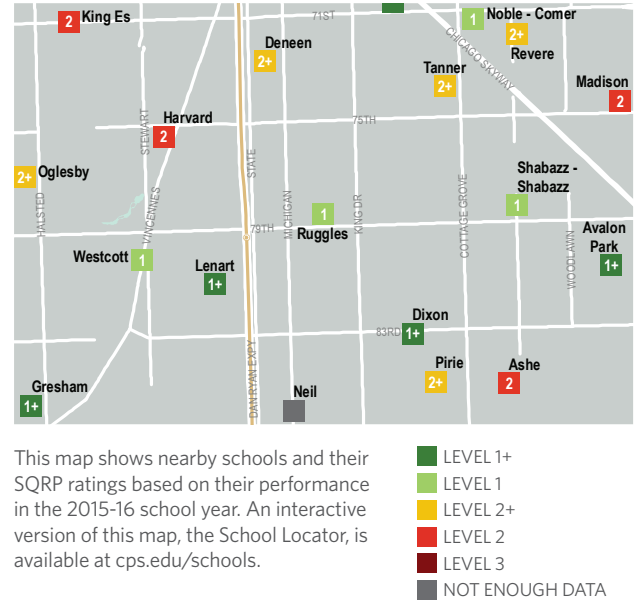 71ST
2 King Es
1 Noble - Comer
2+
Revere
Deneen
2+
CHICAGO SKYWAY
Tanner
2+
Madison
2
Harvard
2
STEWART
75TH
STATE
2+ Oglesby
HALSTED
VINCENNES
MICHIGAN
KING DR
COTTAGE GROVE
Shabazz -
Shabazz
1
1
Ruggles
79TH
WOODLAWN
Avalon
Park
1+
Westcott
1
Lenart
1+
Dixon
83RD
1+
DAN RYAN EXPY
Pirie
2+
Ashe
2
Gresham
1+
Neil
This map shows nearby schools and their
SQRP ratings based on their performance
in the 2015-16 school year. An interactive
version of this map, the School Locator, is
available at cps.edu/schools.
LEVEL 1+
LEVEL 1
LEVEL 2+
LEVEL 2
LEVEL 3
NOT ENOUGH DATA